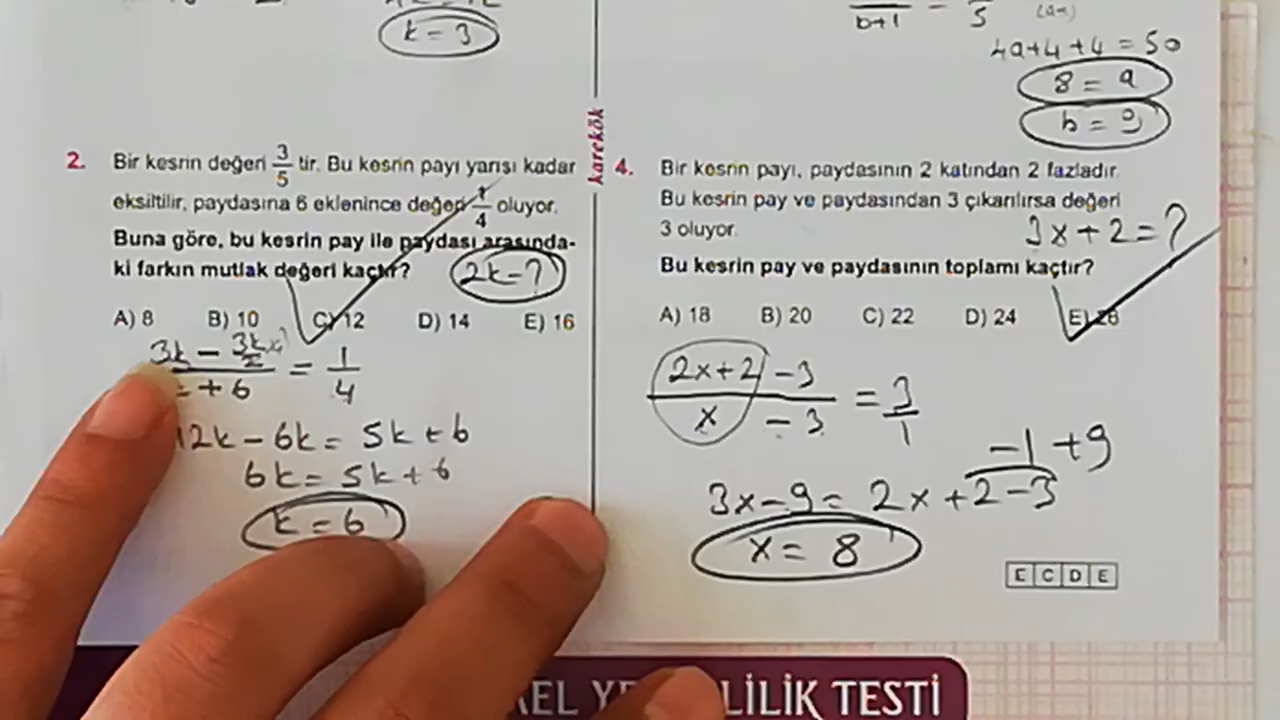 k = 3
2. Bir kesrin değeri 3/5 tir. Bu kesrin payı yarısı kadar
eksiltilir, paydasına 6 eklenince değeri 1/4 oluyor.
Buna göre, bu kesrin pay ile paydası arasında-
ki farkın mutlak değeri kaçtır?
2k=?
A) 8 B) 10 C) 12 D) 14 E) 16
3k - 3k/2
+ 6 = 1/4
12k - 6k = 5k + 6
6k = 5k + 6
k = 6
karekök
b+1 = 5
4a+4+4 = 50
8 = a
b = 9
4. Bir kesrin payı, paydasının 2 katından 2 fazladır.
Bu kesrin pay ve paydasından 3 çıkarılırsa değeri
3 oluyor.
3x+2=?
Bu kesrin pay ve paydasının toplamı kaçtır?
A) 18 B) 20 C) 22 D) 24 E) 26
2x+2 -3
x - 3 = 3/1
-1 +9
3x-9= 2x +2-3
x = 8
E C D E
LİLİK TESTİ